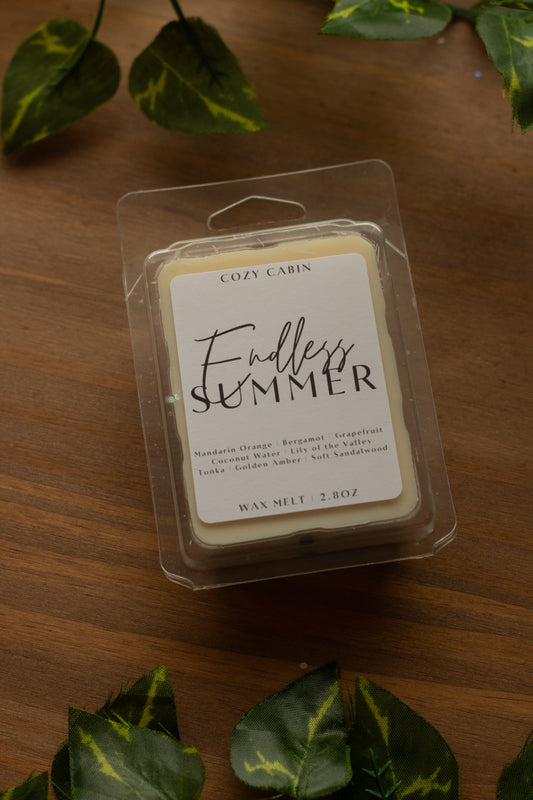 COZY CABIN
Endless
SUMMER
Mandarin Orange | Bergamot | Grapefruit
Coconut Water | Lily of the Valley
Tonka | Golden Amber | Soft Sandalwood
WAX MELT | 2.8OZ